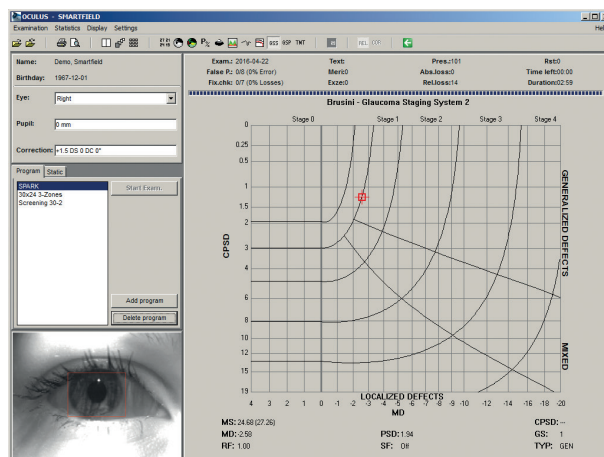 OCULUS - SMARTFIELD
Examination Statistics Display Settings Hel
GSS GSP TNT REL COR
Name: Demo, Smartfield
Birthday: 1967-12-01
Eye: Right
Pupil: 0 mm
Correction: +1.5 DS 0 DC 0°
Program Static
SPARK
30x24 3-Zones
Screening 30-2
Start Exam.
Add program
Delete program
Exam.: 2016-04-22 Text: Pres.:101 Rst:0
False P.: 0/8 (0% Error) Merk:0 Abs.loss:0 Time left:00:00
Fix.chk: 0/7 (0% Losses) Exze:0 Rel.loss:14 Duration:02:59
Brusini - Glaucoma Staging System 2
Stage 0 Stage 1 Stage 2 Stage 3 Stage 4
0
0.25
0.5
1
1.5
2
3
4
6
8
10
12
15
19
CPSD
GENERALIZED DEFECTS
MIXED
LOCALIZED DEFECTS
4 3 2 1 0 -1 -2 -3 -4 -5 -6 -7 -8 -9 -10 -12 -14 -16 -18 -20
MD
MS: 24.68 (27.26) CPSD: --
MD: -2.58 PSD: 1.94 GS: 1
RF: 1.00 SF: Off TYP: GEN